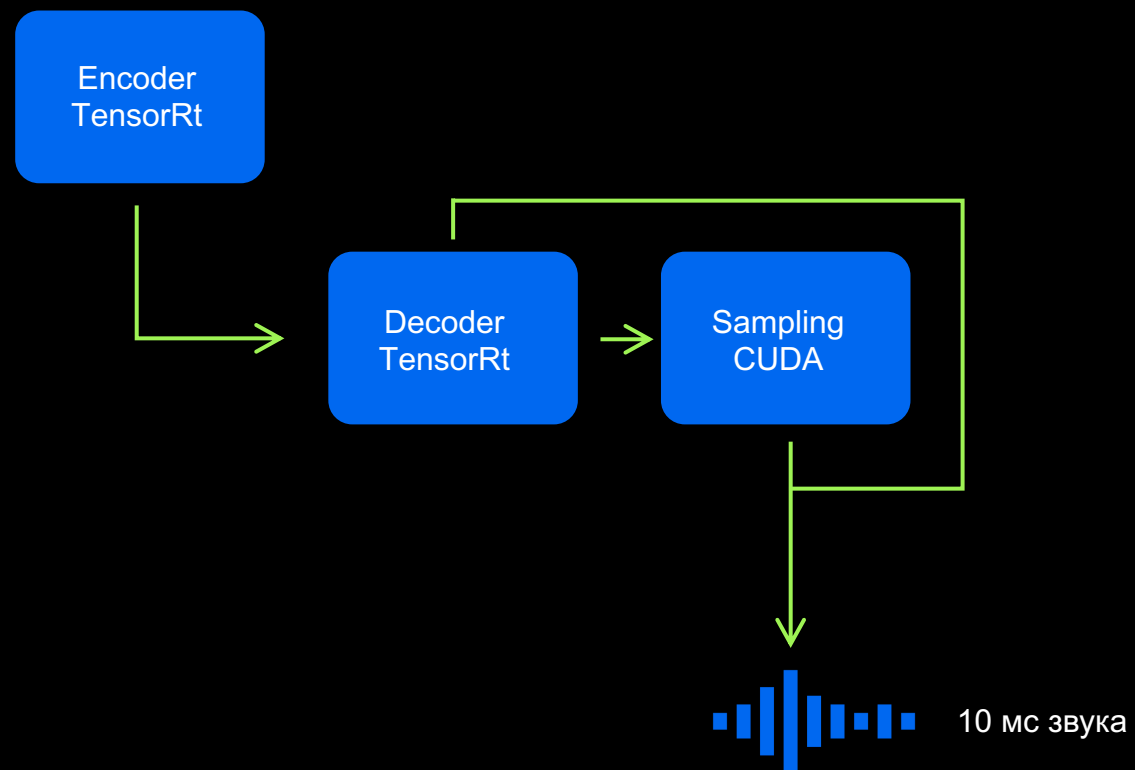 Encoder
TensorRt
Decoder
TensorRt
Sampling
CUDA
10 мс звука